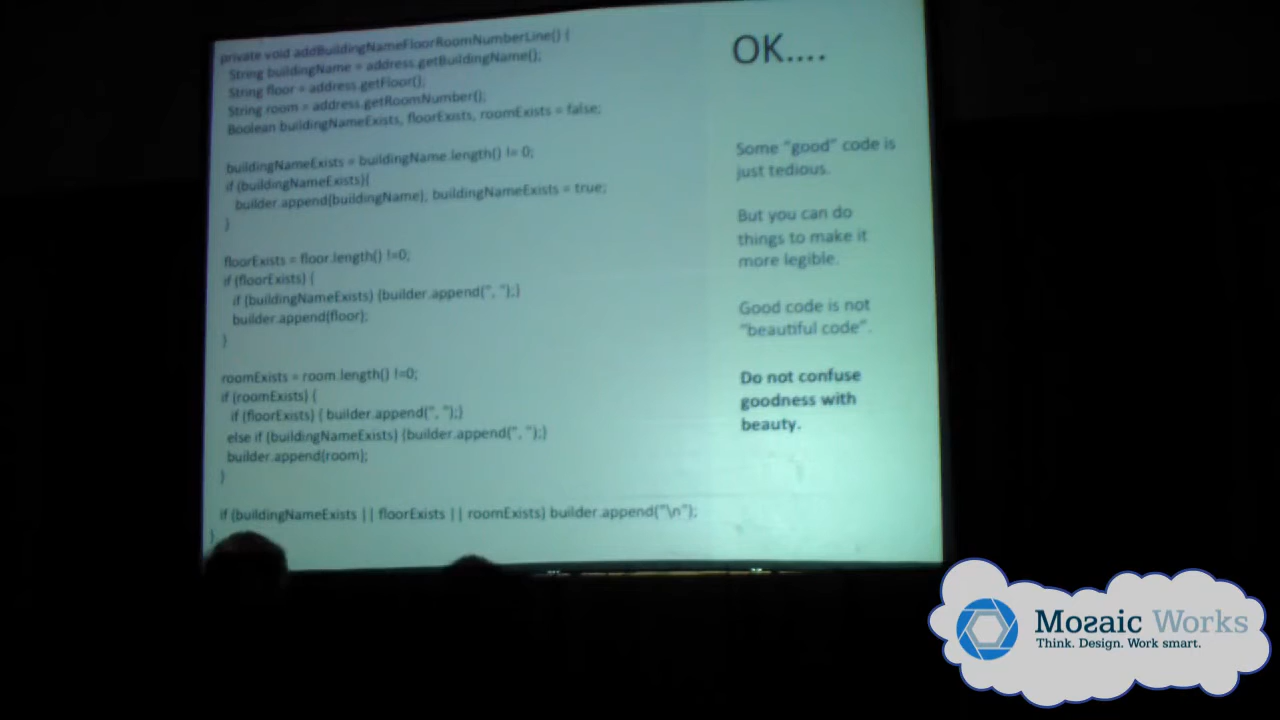 private void addBuildingNameFloorRoomNumberLine() {
String buildingName = address.getBuildingName();
String floor = address.getFloor();
String room = address.getRoomNumber();
Boolean buildingNameExists, floorExists, roomExists = false;
buildingNameExists = buildingName.length() != 0;
if (buildingNameExists){
builder.append(buildingName), buildingNameExists = true;
}
floorExists = floor.length() !=0;
if (floorExists) {
if (buildingNameExists) {builder.append(", ");}
builder.append(floor);
}
roomExists = room.length() !=0;
if (roomExists) {
if (floorExists) { builder.append(", ");}
else if (buildingNameExists) {builder.append(", ");}
builder.append(room);
}
if (buildingNameExists || floorExists || roomExists) builder.append("\n");
}
OK....
Some "good" code is
just tedious.
But you can do
things to make it
more legible.
Good code is not
"beautiful code".
Do not confuse
goodness with
beauty.
Mozaic Works
Think. Design. Work smart.